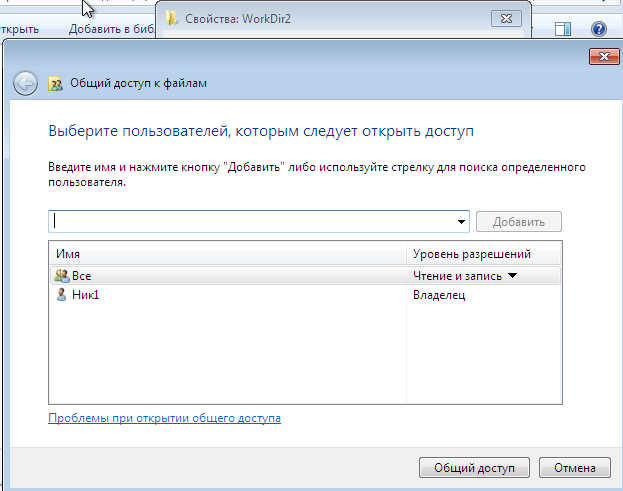 Свойства: WorkDir2
ткрыть Добавить в биб
Общий доступ к файлам
Выберите пользователей, которым следует открыть доступ
Введите имя и нажмите кнопку "Добавить" либо используйте стрелку для поиска определенного
пользователя.
Добавить
Имя Уровень разрешений
Все Чтение и запись
Ник1 Владелец
Проблемы при открытии общего доступа
Общий доступ Отмена